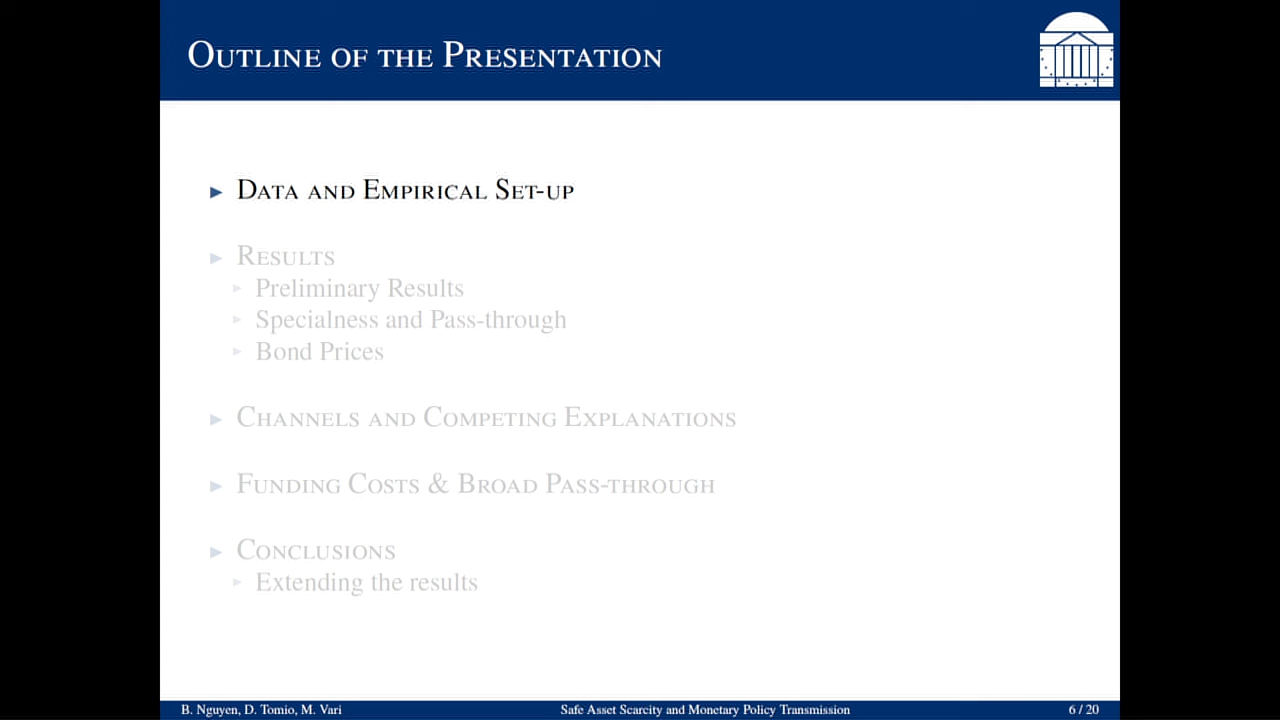 OUTLINE OF THE PRESENTATION
DATA AND EMPIRICAL SET-UP
RESULTS
Preliminary Results
Specialness and Pass-through
Bond Prices
CHANNELS AND COMPETING EXPLANATIONS
FUNDING COSTS & BROAD PASS-THROUGH
CONCLUSIONS
Extending the results
B. Nguyen, D. Tomio, M. Vari Safe Asset Scarcity and Monetary Policy Transmission 6 / 20